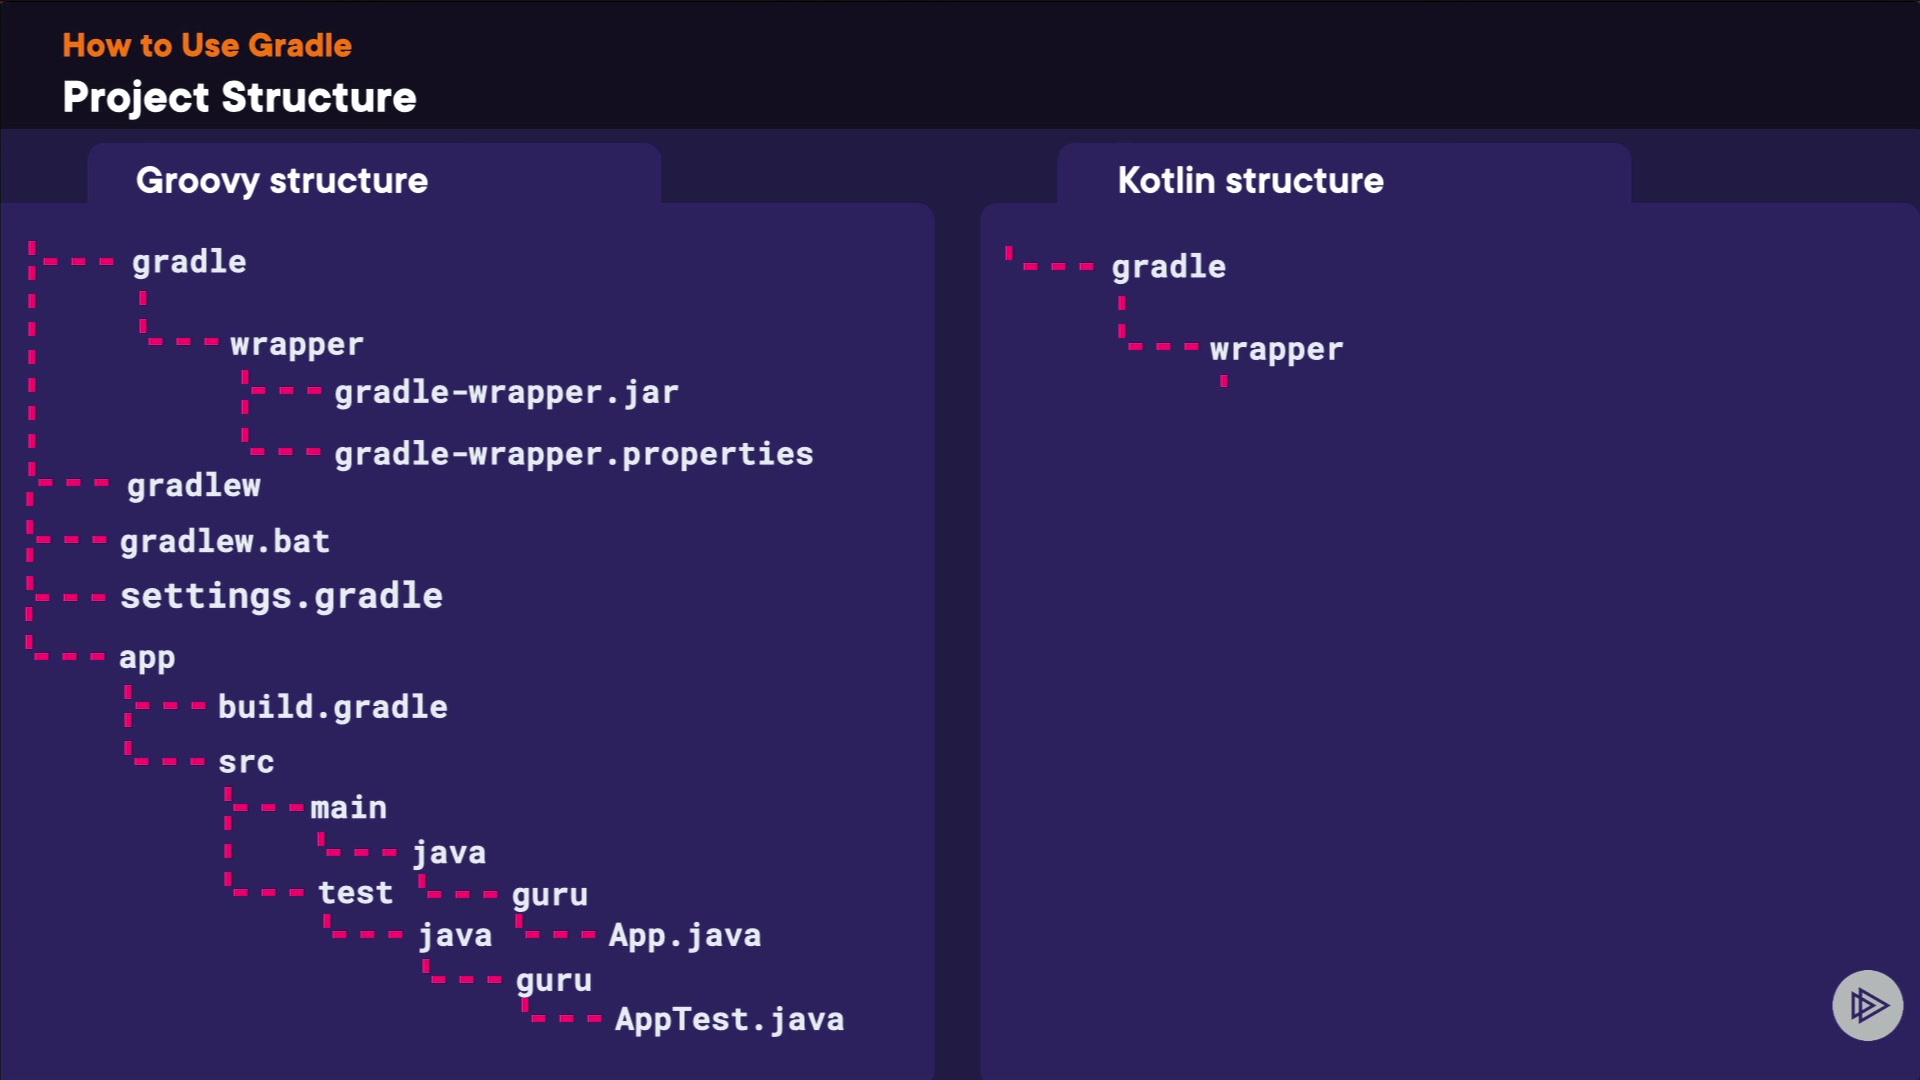 How to Use Gradle
Project Structure
Groovy structure
gradle
wrapper
gradle-wrapper.jar
gradle-wrapper.properties
gradlew
gradlew.bat
settings.gradle
app
build.gradle
src
main
java
guru
App.java
test
java
guru
AppTest.java
Kotlin structure
gradle
wrapper